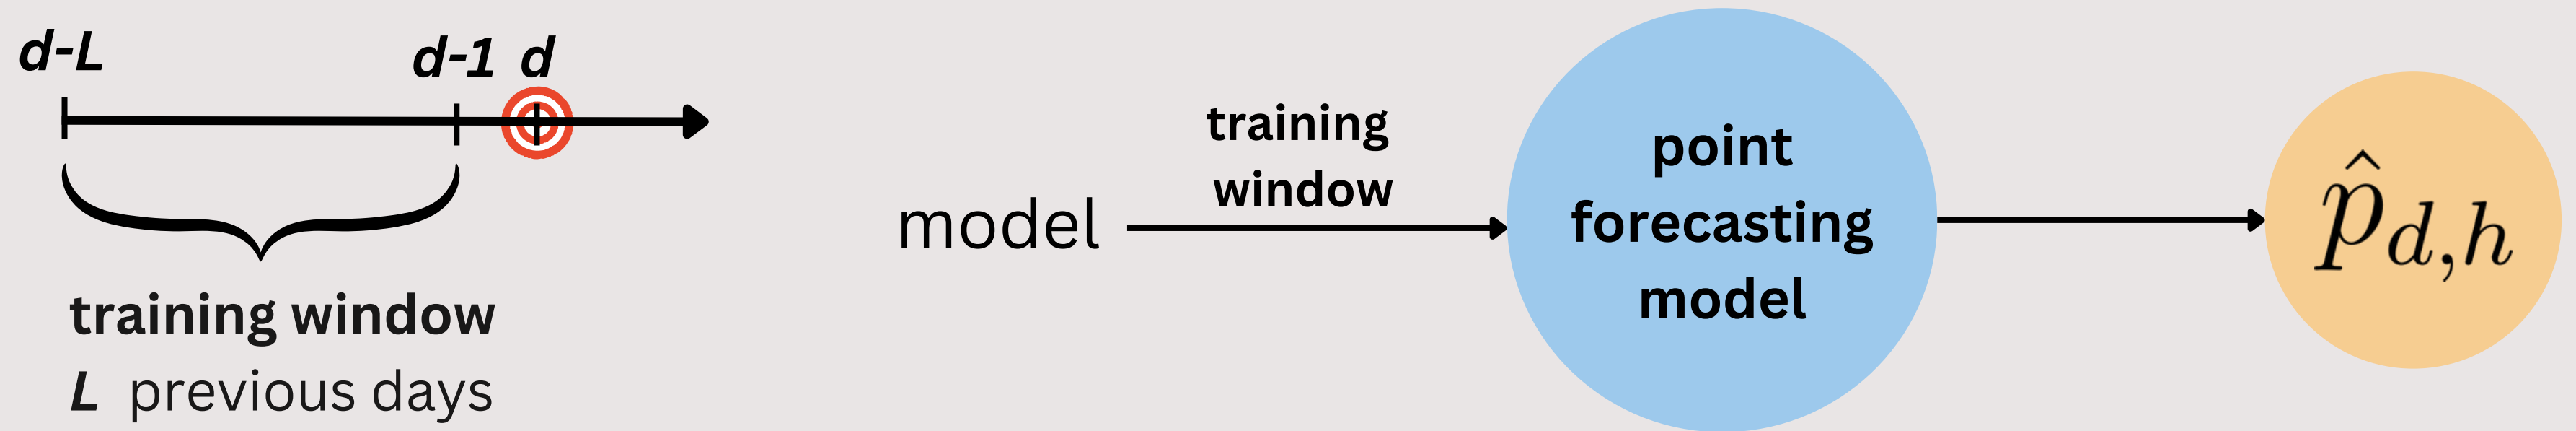 d-L
d-1
d
training window
L previous days
model
training
window
point
forecasting
model
p̂d,h